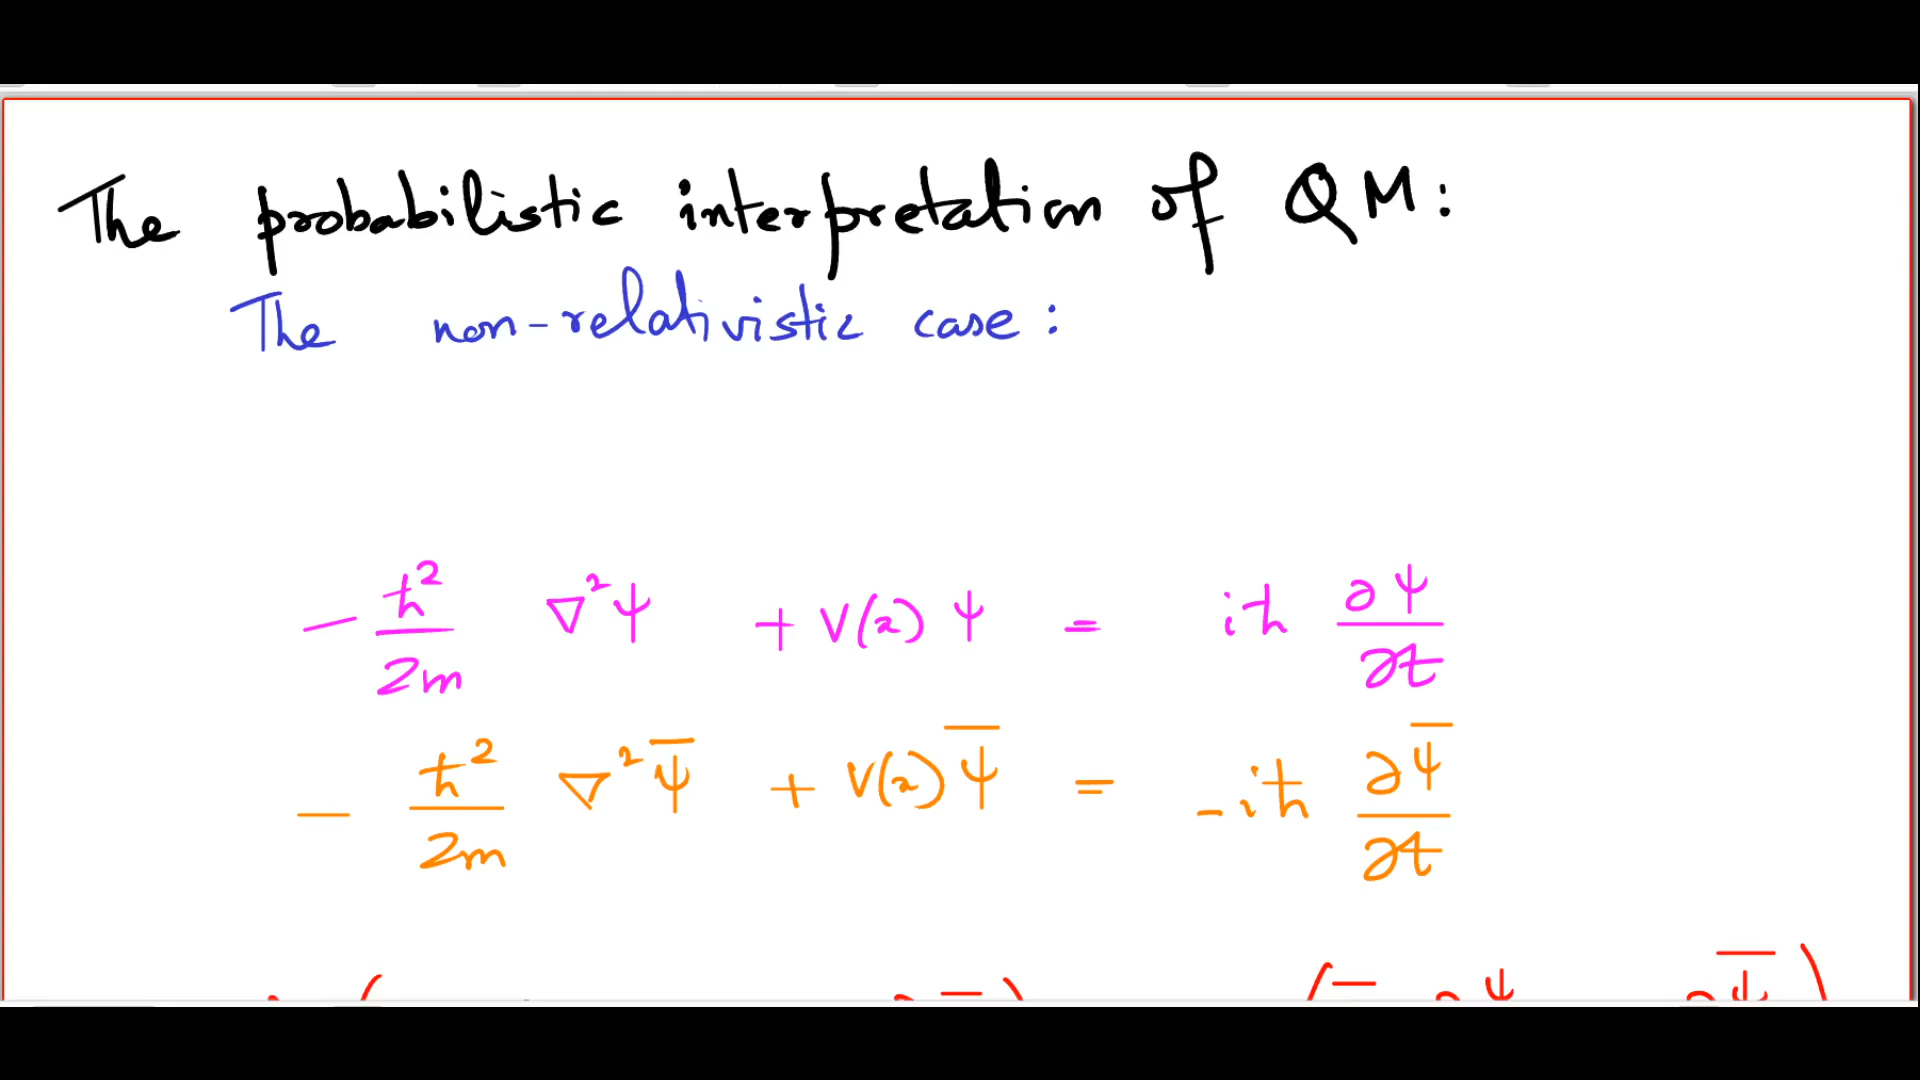 The probabilistic interpretation of QM:
The non-relativistic case:
- ħ²/2m ∇²ψ + V(x) ψ = iħ ∂ψ/∂t
- ħ²/2m ∇²ψ̅ + V(x) ψ̅ = -iħ ∂ψ̅/∂t